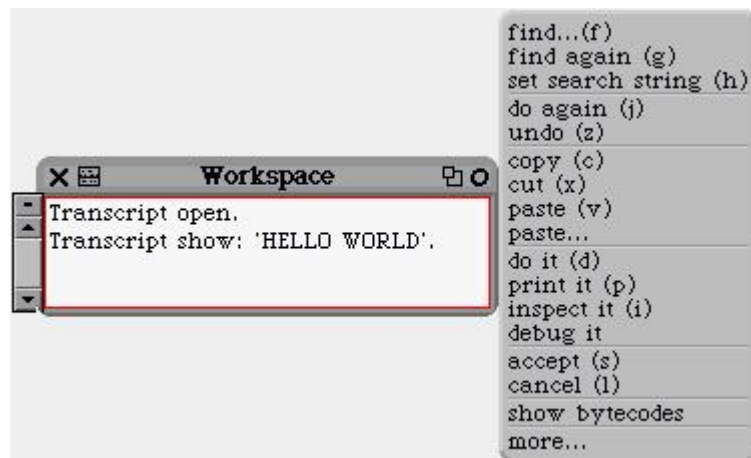 Workspace
Transcript open.
Transcript show: 'HELLO WORLD'.
find...(f)
find again (g)
set search string (h)
do again (j)
undo (z)
copy (c)
cut (x)
paste (v)
paste...
do it (d)
print it (p)
inspect it (i)
debug it
accept (s)
cancel (l)
show bytecodes
more...